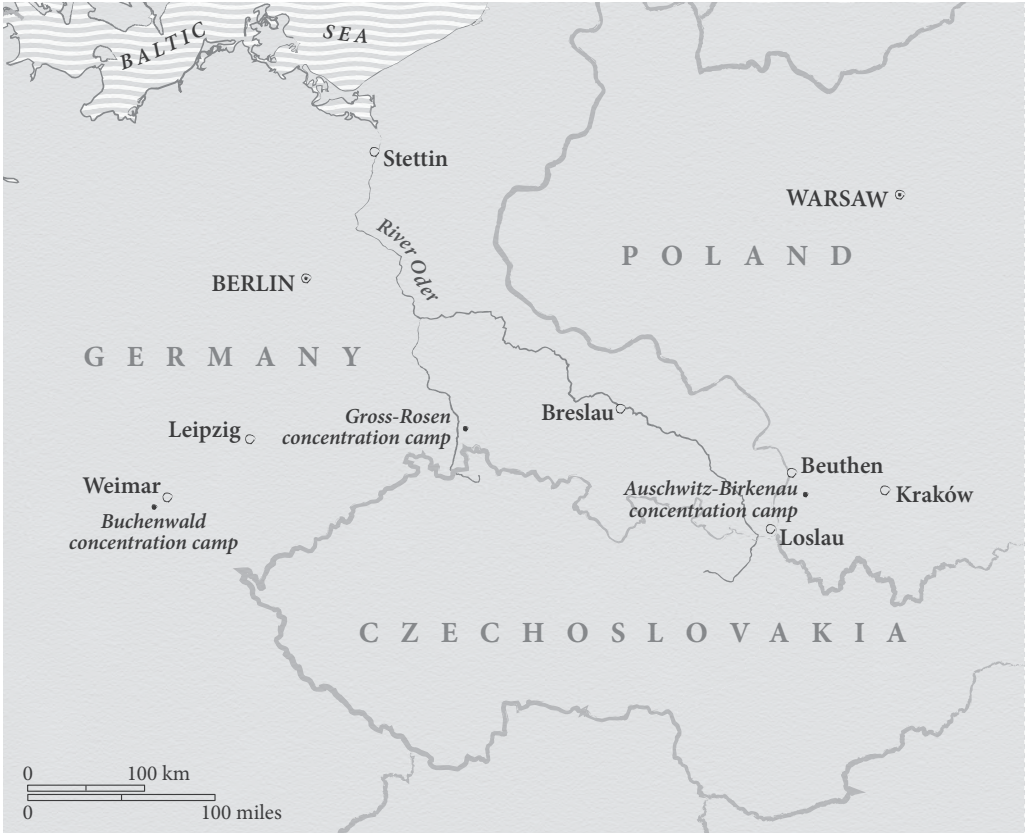 BALTIC SEA
Stettin
WARSAW
POLAND
River Oder
BERLIN
GERMANY
Breslau
Gross-Rosen
concentration camp
Leipzig
Beuthen
Weimar
Auschwitz-Birkenau
concentration camp
Kraków
Buchenwald
concentration camp
Loslau
CZECHOSLOVAKIA
0 100 km
0 100 miles